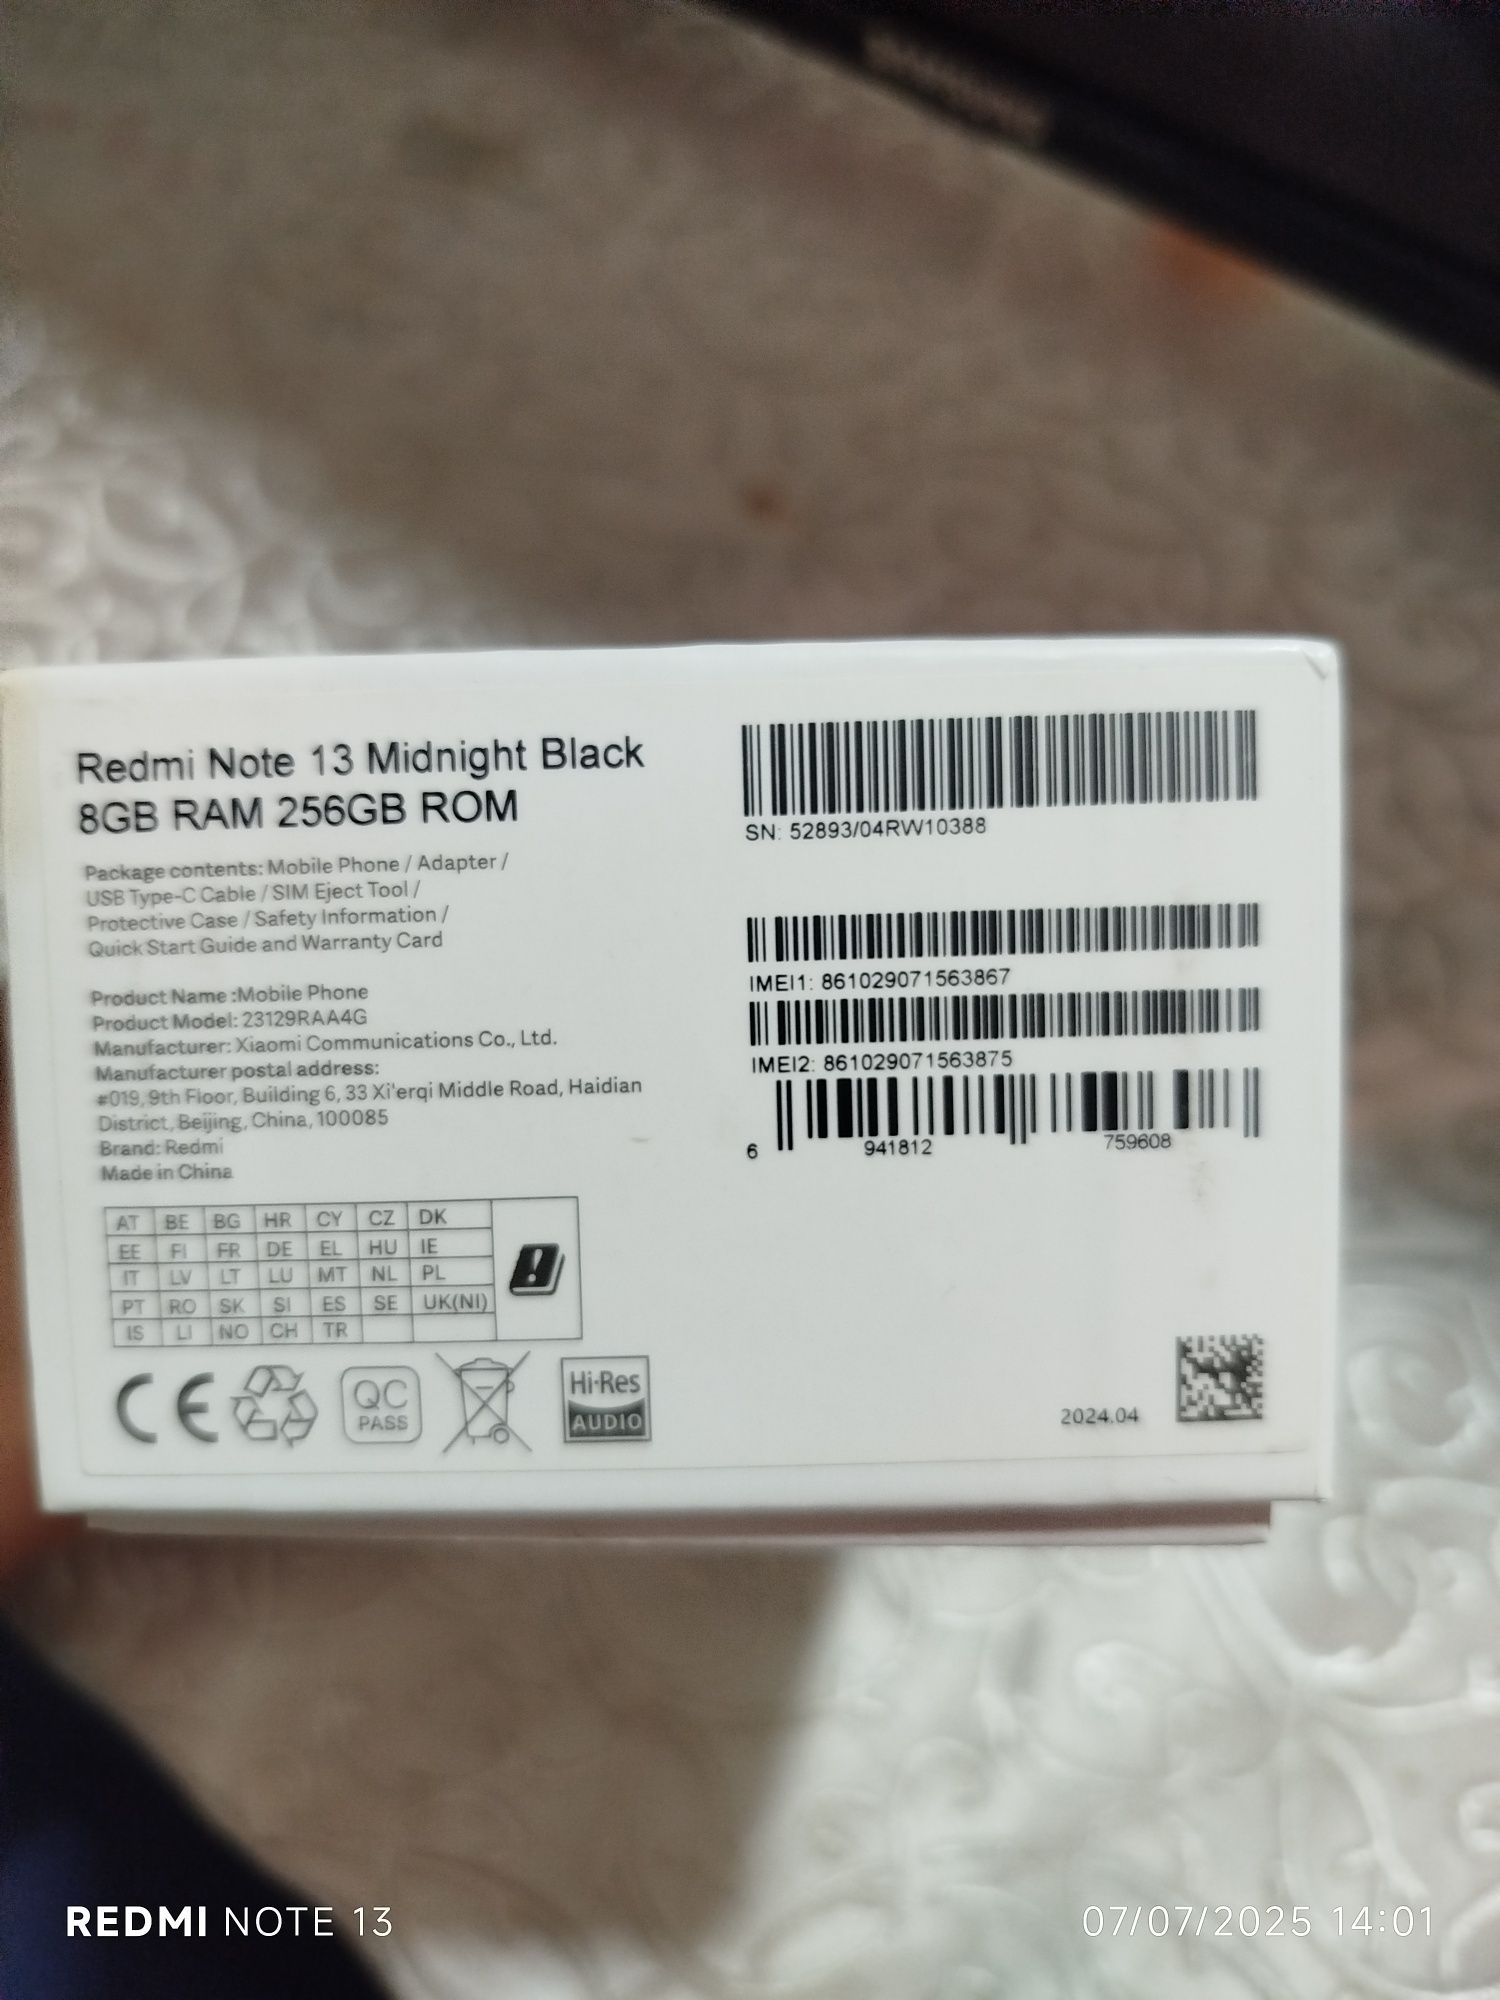 Redmi Note 13 Midnight Black
8GB RAM 256GB ROM
Package contents: Mobile Phone / Adapter /
USB Type-C Cable / SIM Eject Tool /
Protective Case / Safety Information /
Quick Start Guide and Warranty Card
Product Name :Mobile Phone
Product Model: 23129RAA4G
Manufacturer: Xiaomi Communications Co., Ltd.
Manufacturer postal address:
#019, 9th Floor, Building 6, 33 Xi'erqi Middle Road, Haidian
District, Beijing, China, 100085
Brand: Redmi
Made in China
AT BE BG HR CY CZ DK
EE FI FR DE EL HU IE
IT LV LT LU MT NL PL
PT RO SK SI ES SE UK(NI)
IS LI NO CH TR
CE
QC
PASS
Hi-Res
AUDIO
SN: 52893/04RW10388
IMEI1: 861029071563867
IMEI2: 861029071563875
6 941812 759608
2024.04
REDMI NOTE 13
07/07/2025 14:01